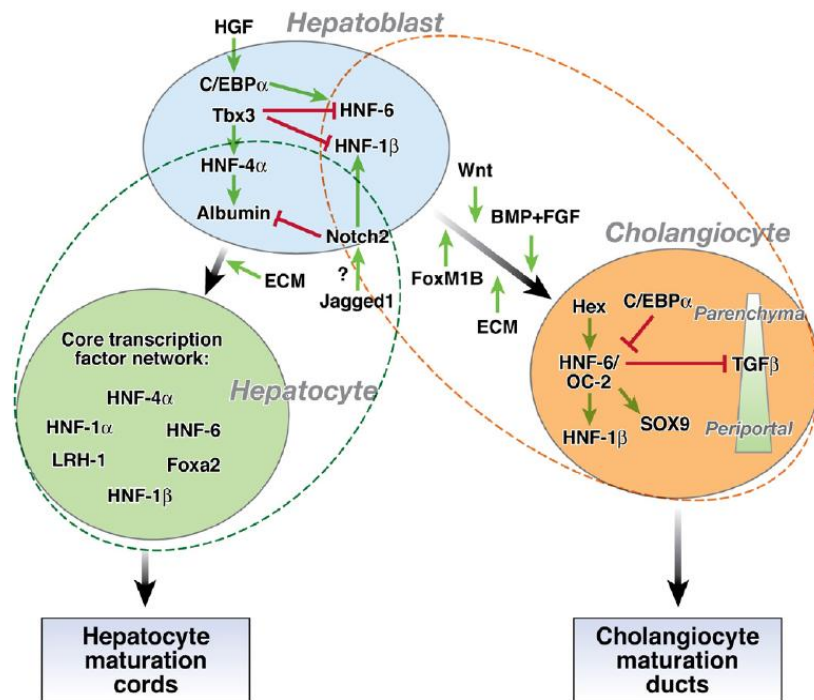 HGF
Hepatoblast
C/EBPα
Tbx3
HNF-6
HNF-1β
HNF-4α
Albumin
Notch2
?
Jagged1
ECM
Wnt
BMP+FGF
FoxM1B
ECM
Cholangiocyte
Hex
C/EBPα
Parenchyma
HNF-6/
OC-2
TGFβ
HNF-1β
SOX9
Periportal
Hepatocyte
Core transcription
factor network:
HNF-4α
HNF-1α
HNF-6
LRH-1
Foxa2
HNF-1β
Hepatocyte
maturation
cords
Cholangiocyte
maturation
ducts